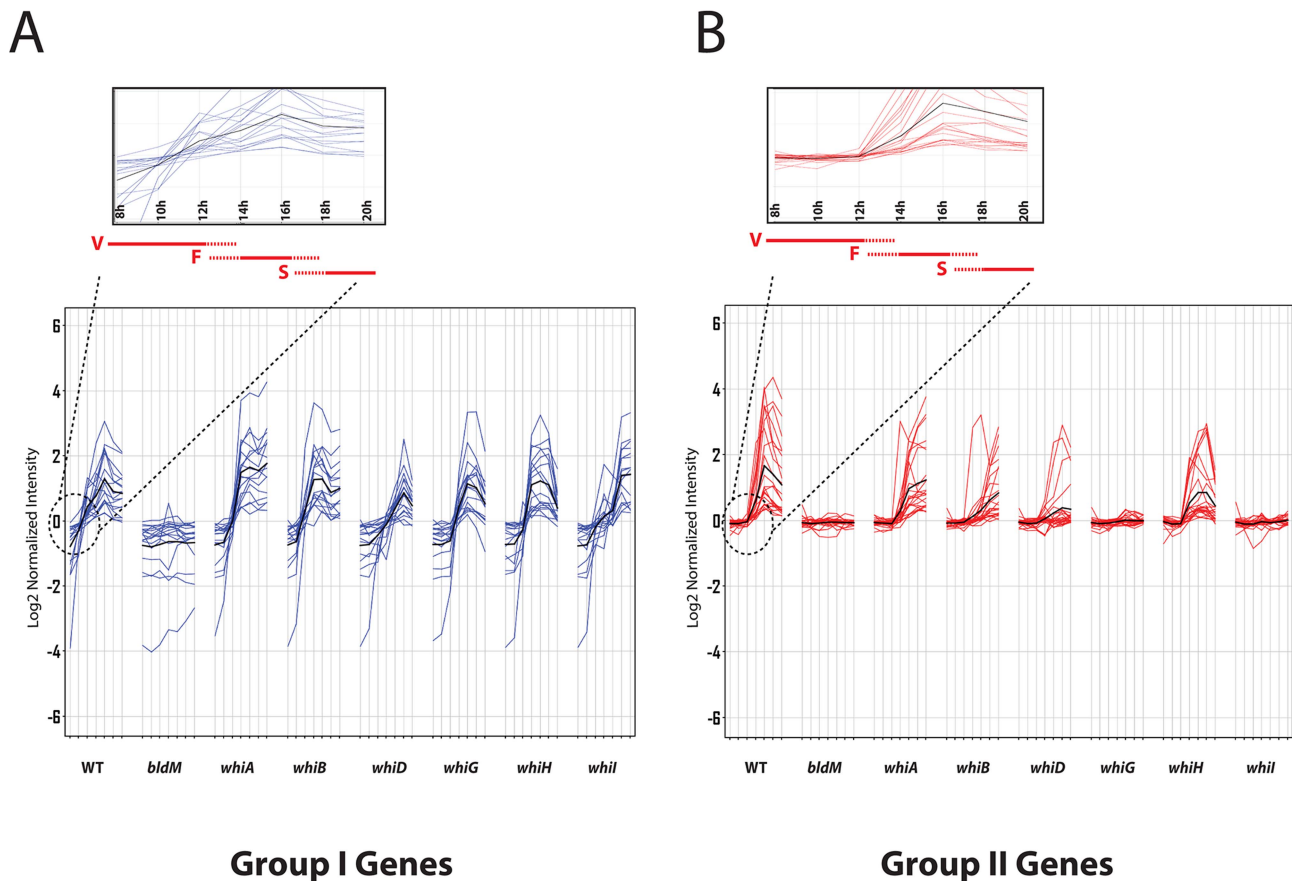 A
B
8h 10h 12h 14h 16h 18h 20h
8h 10h 12h 14h 16h 18h 20h
V
F
S
V
F
S
6
4
2
0
-2
-4
-6
Log2 Normalized Intensity
WT bldM whiA whiB whiD whiG whiH whiI
6
4
2
0
-2
-4
-6
Log2 Normalized Intensity
WT bldM whiA whiB whiD whiG whiH whiI
Group I Genes
Group II Genes